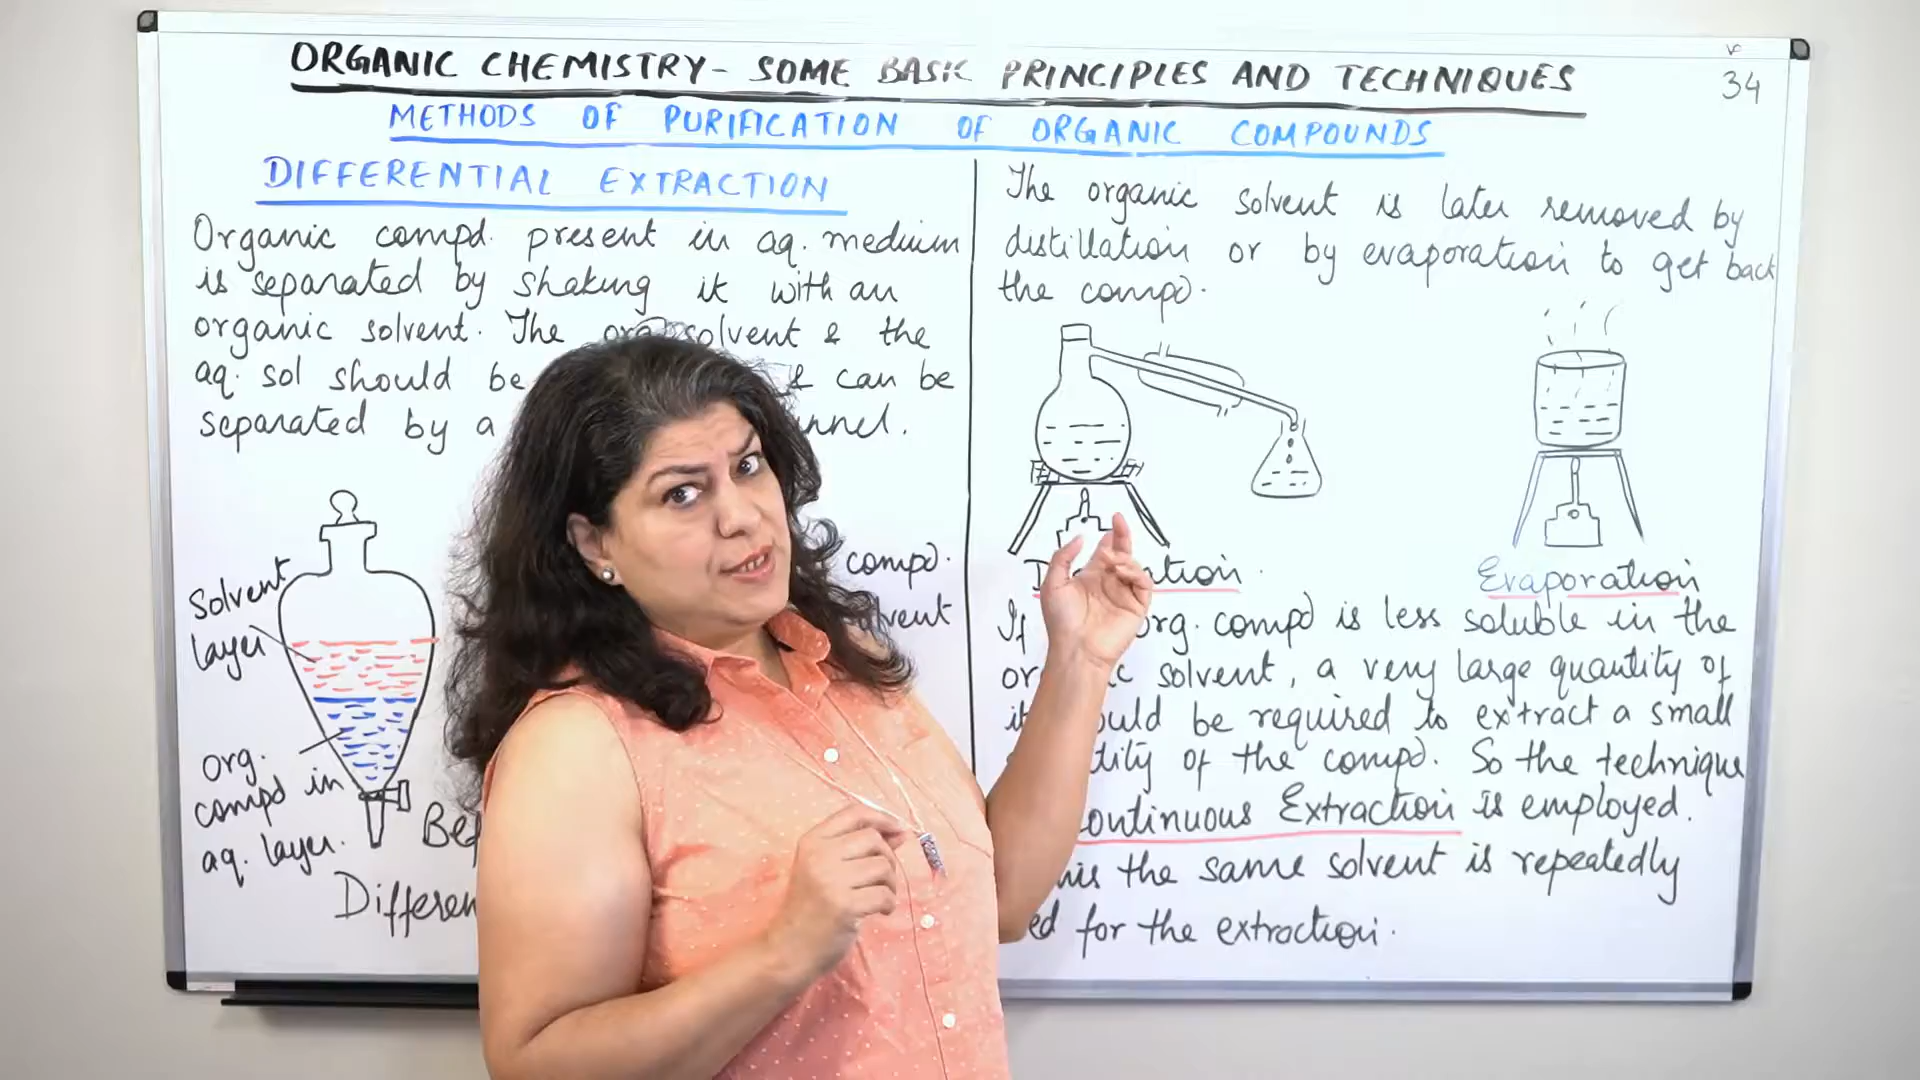 ORGANIC CHEMISTRY- SOME BASIC PRINCIPLES AND TECHNIQUES
34
METHODS OF PURIFICATION OF ORGANIC COMPOUNDS
DIFFERENTIAL EXTRACTION
Organic compd. present in aq. medium
is separated by shaking it with an
organic solvent. The org. solvent & the
aq. sol should be & can be
separated by a
Solvent
layer
org.
compd in
aq. layer.
compd.
The organic solvent is later removed by
distillation or by evaporation to get back
the compd.
Evaporation
If org. compd is less soluble in the
solvent, a very large quantity of
be required to extract a small
of the compd. So the technique
Continuous Extraction is employed.
the same solvent is repeatedly
for the extraction.